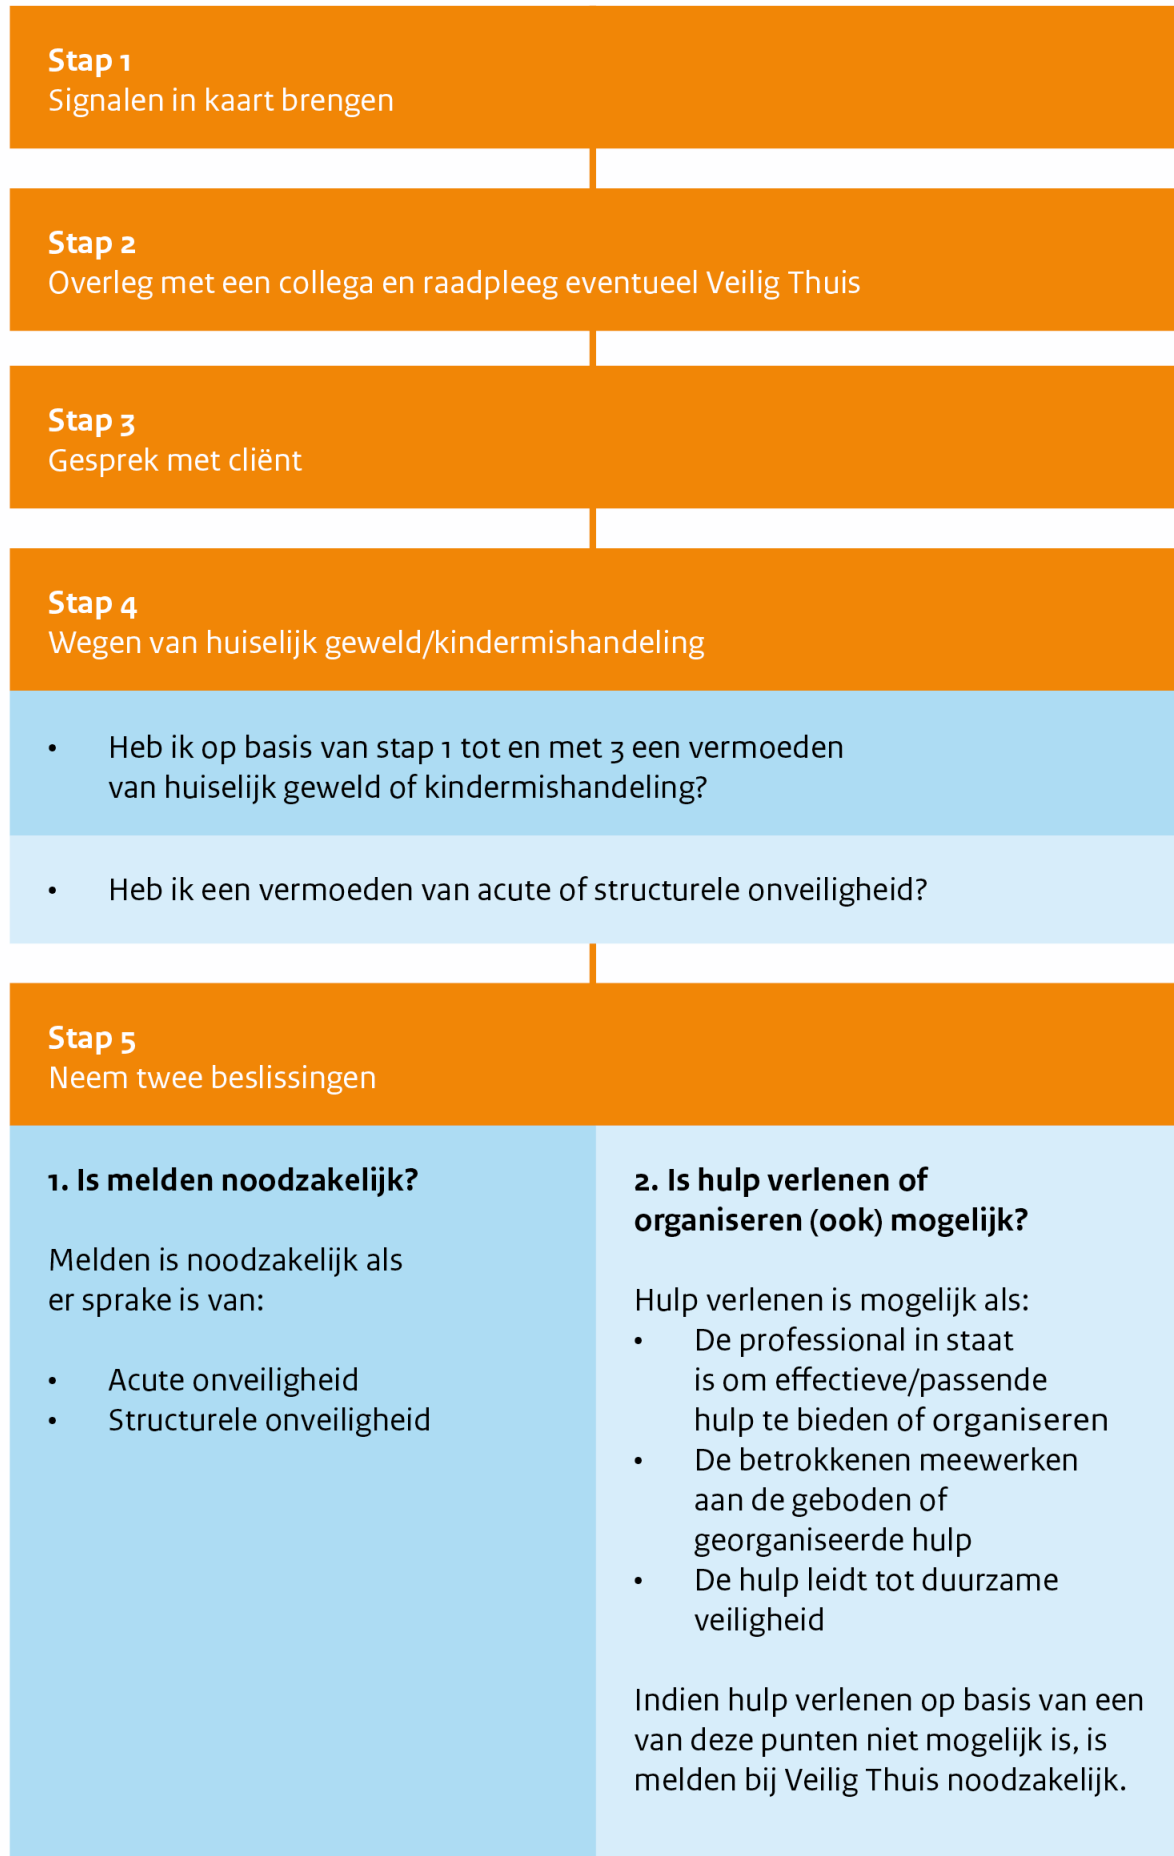 Stap 1
Signalen in kaart brengen
Stap 2
Overleg met een collega en raadpleeg eventueel Veilig Thuis
Stap 3
Gesprek met cliënt
Stap 4
Wegen van huiselijk geweld/kindermishandeling
• Heb ik op basis van stap 1 tot en met 3 een vermoeden
van huiselijk geweld of kindermishandeling?
• Heb ik een vermoeden van acute of structurele onveiligheid?
Stap 5
Neem twee beslissingen
1. Is melden noodzakelijk?
Melden is noodzakelijk als
er sprake is van:
• Acute onveiligheid
• Structurele onveiligheid
2. Is hulp verlenen of
organiseren (ook) mogelijk?
Hulp verlenen is mogelijk als:
• De professional in staat
is om effectieve/passende
hulp te bieden of organiseren
• De betrokkenen meewerken
aan de geboden of
georganiseerde hulp
• De hulp leidt tot duurzame
veiligheid
Indien hulp verlenen op basis van een
van deze punten niet mogelijk is, is
melden bij Veilig Thuis noodzakelijk.